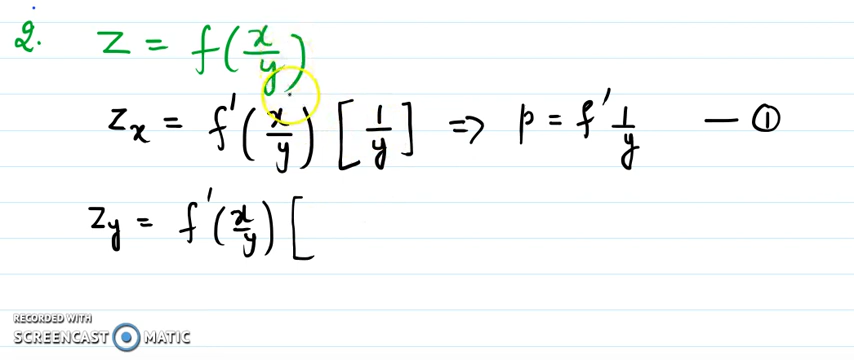 2. z = f(x/y)
z_x = f'(x/y) [1/y] => p = f' 1/y — ①
z_y = f'(x/y) [
RECORDED WITH
SCREENCAST MATIC